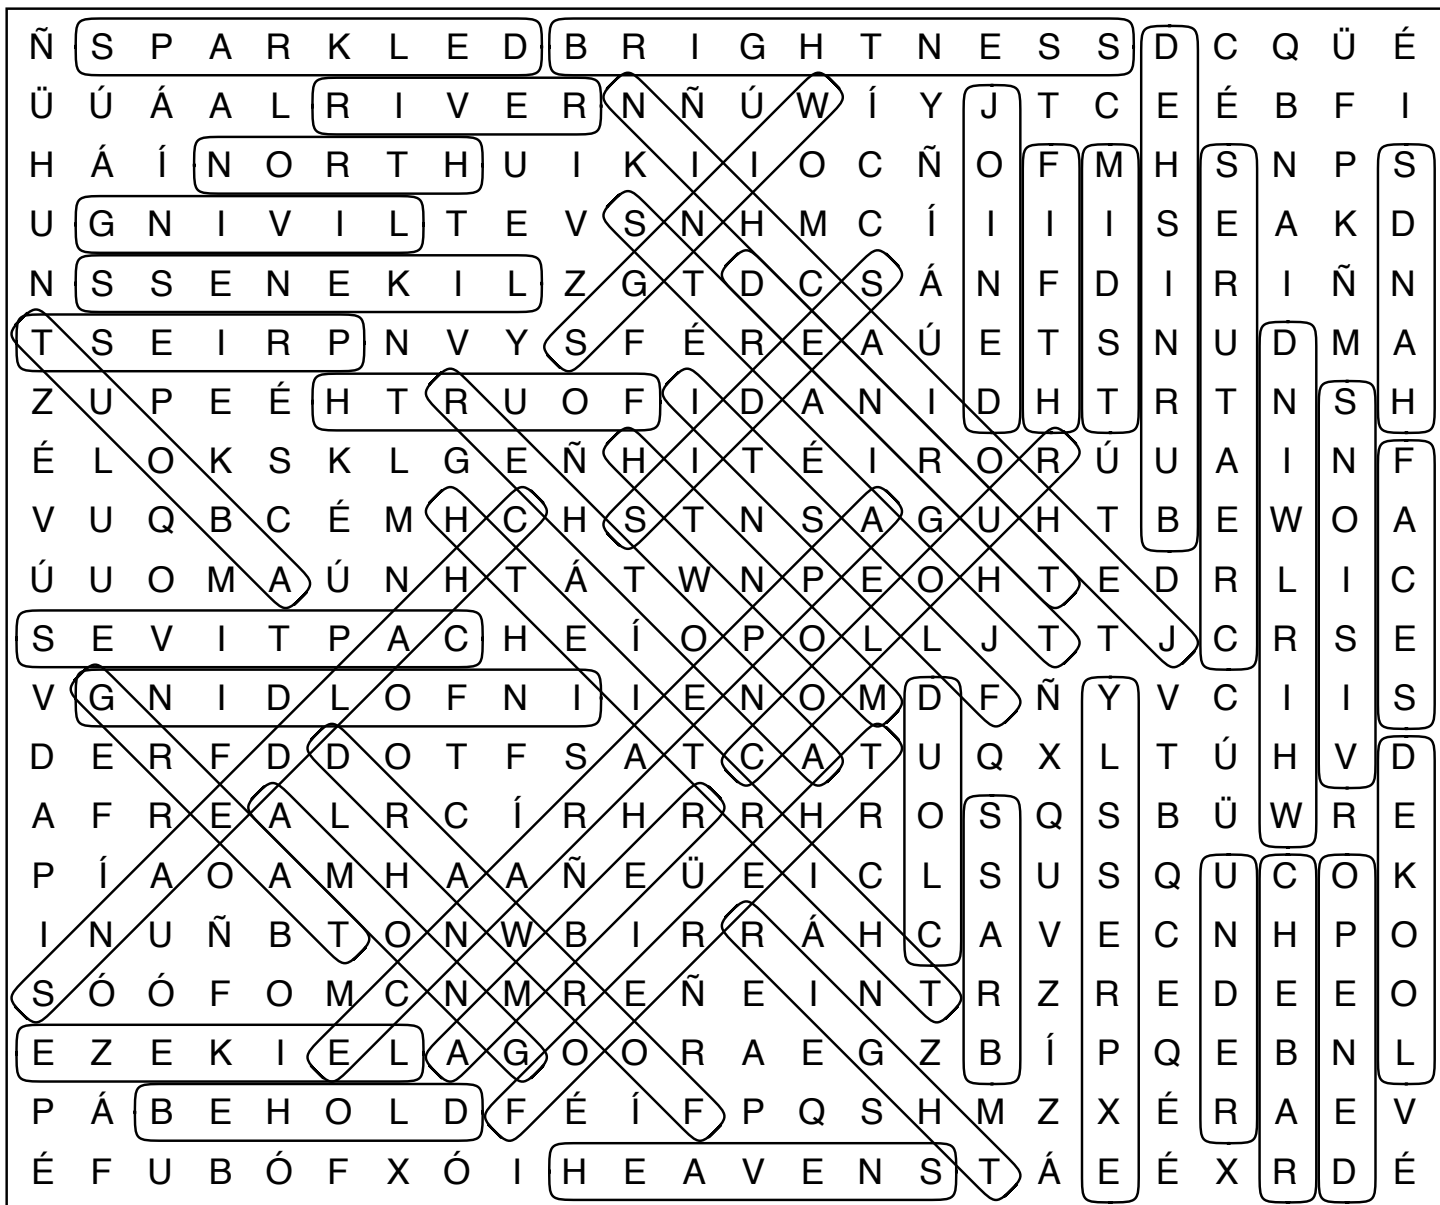 Ñ S P A R K L E D B R I G H T N E S S D C Q Ü É
Ü Ú Á A L R I V E R N Ñ Ú W Í Y J T C E É B F I
H Á Í N O R T H U I K I I O C Ñ O F M H S N P S
U G N I V I L T E V S N H M C Í I I I S E A K D
N S S E N E K I L Z G T D C S Á N F D I R I Ñ N
T S E I R P N V Y S F É R E A Ú E T S N U D M A
Z U P E É H T R U O F I D A N I D H T R T N S H
É L O K S K L G E Ñ H I T É I R O R Ú U A I N F
V U Q B C É M H C H S T N S A G U H T B E W O A
Ú U O M A Ú N H T Á T W N P E O H T E D R L I C
S E V I T P A C H E Í O P O L L J T T J C R S E
V G N I D L O F N I I E N O M D F Ñ Y V C I I S
D E R F D D O T F S A T C A T U Q X L T Ú H V D
A F R E A L R C Í R H R R H R O S Q S B Ü W R E
P Í A O A M H A A Ñ E Ü E I C L S U S Q U C O K
I N U Ñ B T O N W B I R R Á H C A V E C N H P O
S Ó Ó F O M C N M R E Ñ E I N T R Z R E D E E O
E Z E K I E L A G O O R A E G Z B Í P Q E B N L
P Á B E H O L D F É Í F P Q S H M Z X É R A E V
É F U B Ó F X Ó I H E A V E N S T Á E É X R D É